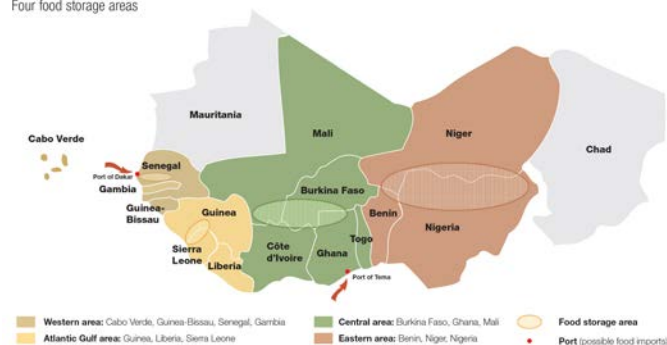 Four food storage areas
Mauritania
Cabo Verde
Mali
Niger
Chad
Senegal
Port of Dakar
Gambia
Guinea-
Bissau
Guinea
Burkina Faso
Benin
Nigeria
Sierra
Leone
Liberia
Côte
d'Ivoire
Ghana
Togo
Port of Tema
Western area: Cabo Verde, Guinea-Bissau, Senegal, Gambia
Central area: Burkina Faso, Ghana, Mali
Food storage area
Atlantic Gulf area: Guinea, Liberia, Sierra Leone
Eastern area: Benin, Niger, Nigeria
Port (possible food imports)